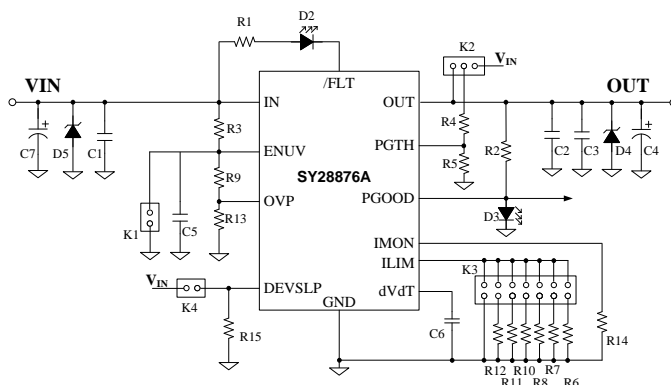 R1
D2
K2
VIN
/FLT
VIN
IN
OUT
OUT
R3
R4
C7
D5
C1
ENUV
PGTH
R2
C2
C3
D4
C4
R9
SY28876A
R5
OVP
PGOOD
K1
C5
R13
D3
IMON
ILIM
K3
VIN
K4
DEVSLP
dVdT
GND
R15
C6
R14
R12
R10
R7
R11
R8
R6